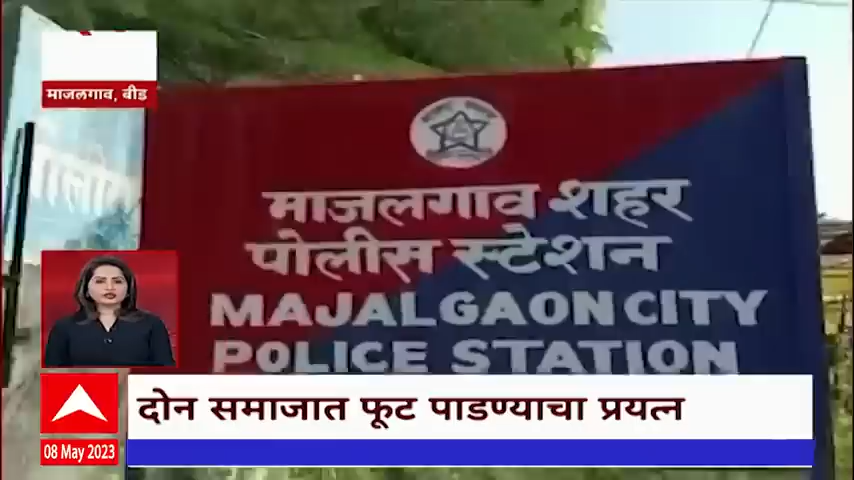 माजलगाव, बीड
माजलगाव शहर
पोलीस स्टेशन
MAJALGAON CITY
POLICE STATION
दोन समाजात फूट पाडण्याचा प्रयत्न
08 May 2023